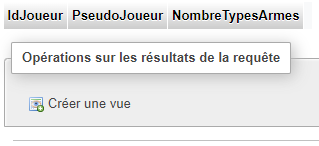 IdJoueur PseudoJoueur NombreTypesArmes
Opérations sur les résultats de la requête
Créer une vue